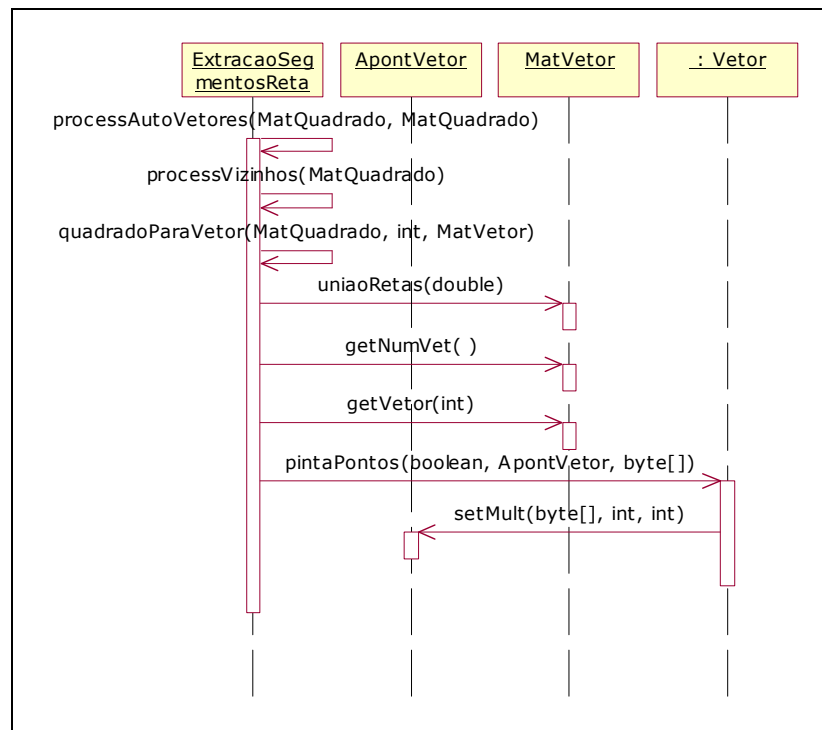 ExtracaoSeg
mentosReta
ApontVetor
MatVetor
: Vetor
processAutoVetores(MatQuadrado, MatQuadrado)
processVizinhos(MatQuadrado)
quadradoParaVetor(MatQuadrado, int, MatVetor)
uniaoRetas(double)
getNumVet( )
getVetor(int)
pintaPontos(boolean, ApontVetor, byte[])
setMult(byte[], int, int)